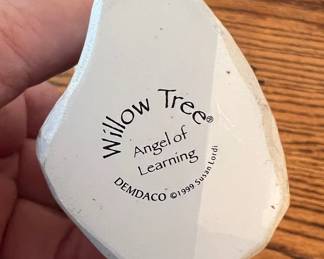 Willow Tree®
Angel of
Learning
DEMDACO ©1999 Susan Lordi